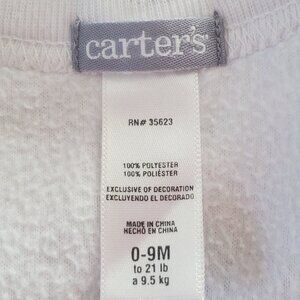 carter's
RN# 35623
100% POLYESTER
100% POLIÉSTER
EXCLUSIVE OF DECORATION
EXCLUYENDO EL DECORADO
MADE IN CHINA
HECHO EN CHINA
0-9M
to 21 lb
a 9.5 kg